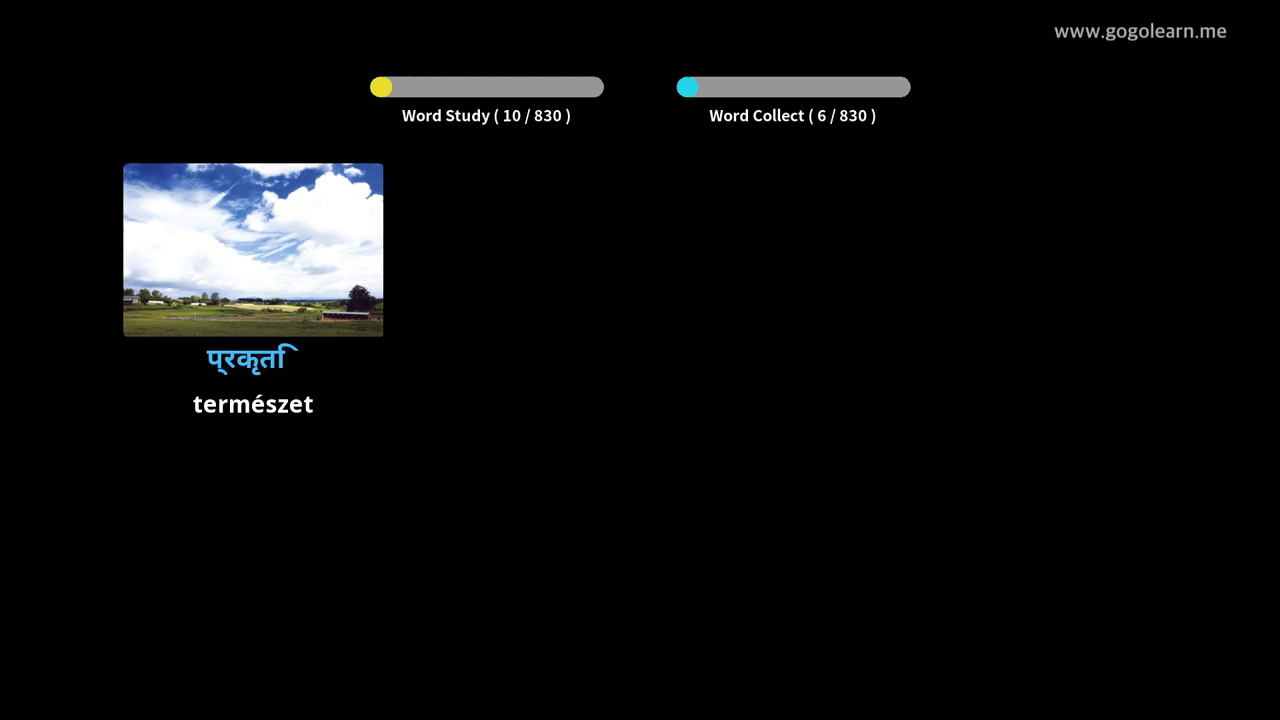 www.gogolearn.me
Word Study ( 10 / 830 )
Word Collect ( 6 / 830 )
प्रकृति
természet